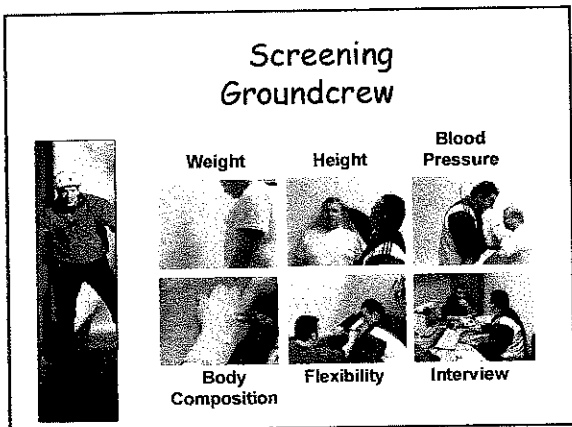 Screening
Groundcrew
Weight
Height
Blood
Pressure
Body
Composition
Flexibility
Interview